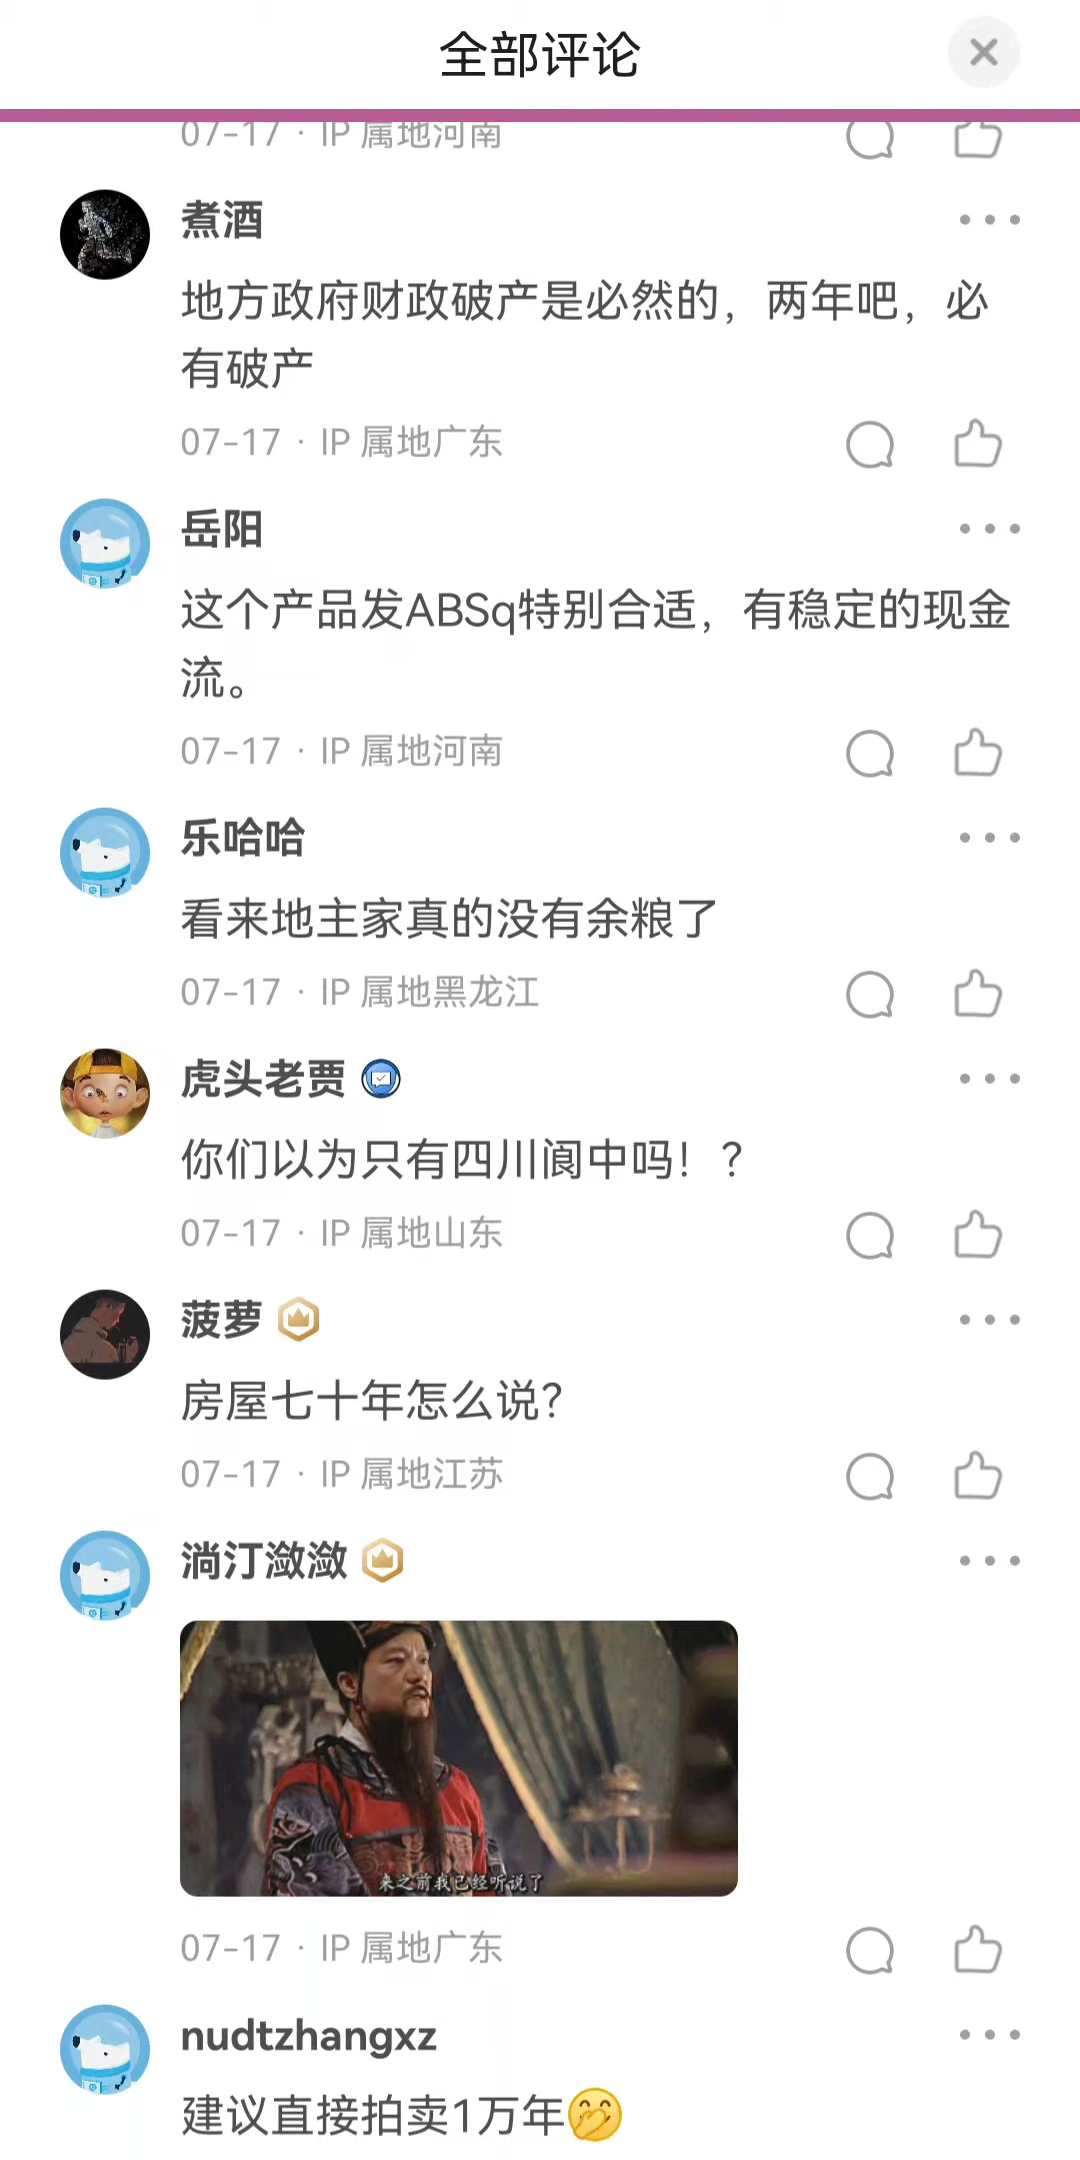 全部评论
07-17 · IP 属地河南
煮酒
地方政府财政破产是必然的，两年吧，必
有破产
07-17 · IP 属地广东
岳阳
这个产品发ABSq特别合适，有稳定的现金
流。
07-17 · IP 属地河南
乐哈哈
看来地主家真的没有余粮了
07-17 · IP 属地黑龙江
虎头老贾
你们以为只有四川阆中吗！？
07-17 · IP 属地山东
菠萝
房屋七十年怎么说？
07-17 · IP 属地江苏
淌汀潋潋
来之前我已经听说了
07-17 · IP 属地广东
nudtzhangxz
建议直接拍卖1万年🤭